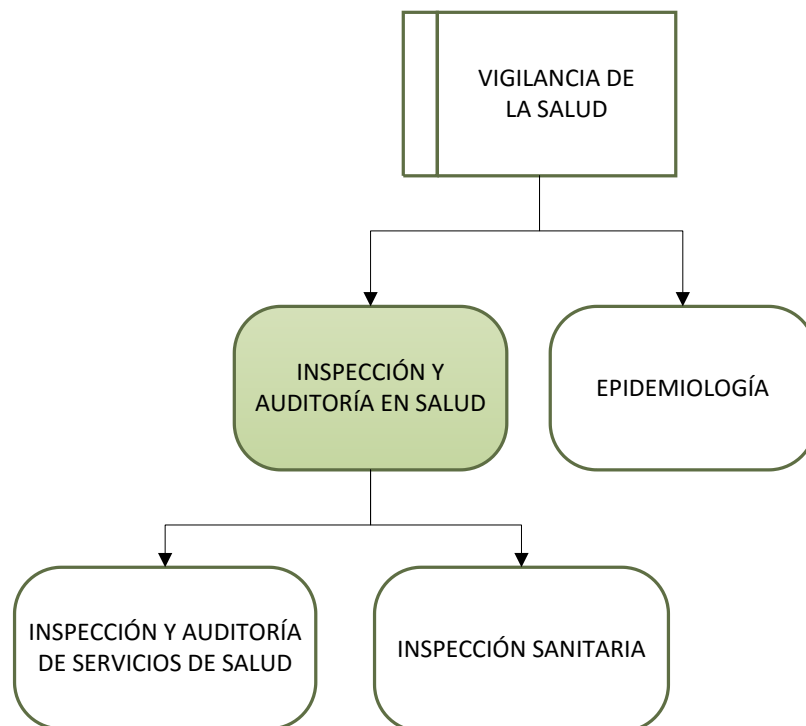 VIGILANCIA DE
LA SALUD
INSPECCIÓN Y
AUDITORÍA EN SALUD
EPIDEMIOLOGÍA
INSPECCIÓN Y AUDITORÍA
DE SERVICIOS DE SALUD
INSPECCIÓN SANITARIA